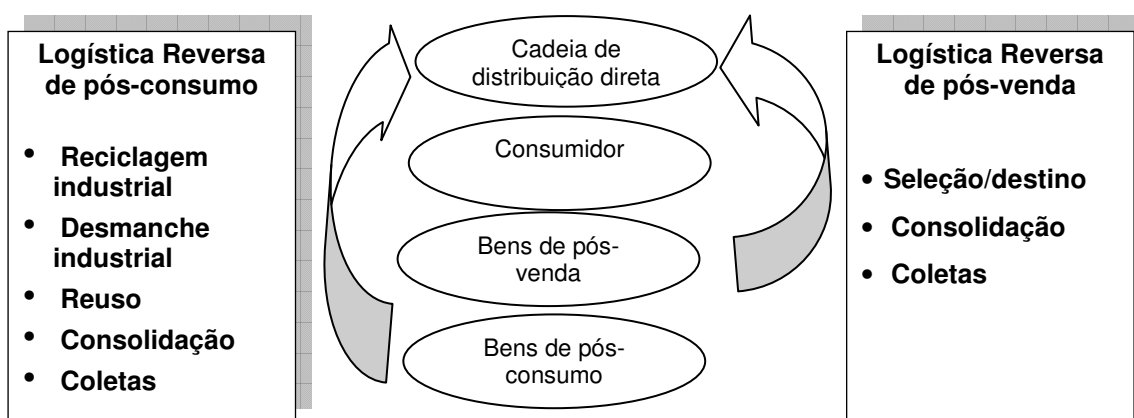 Logística Reversa
de pós-consumo
• Reciclagem
industrial
• Desmanche
industrial
• Reuso
• Consolidação
• Coletas
Cadeia de
distribuição direta
Consumidor
Bens de pós-
venda
Bens de pós-
consumo
Logística Reversa
de pós-venda
• Seleção/destino
• Consolidação
• Coletas